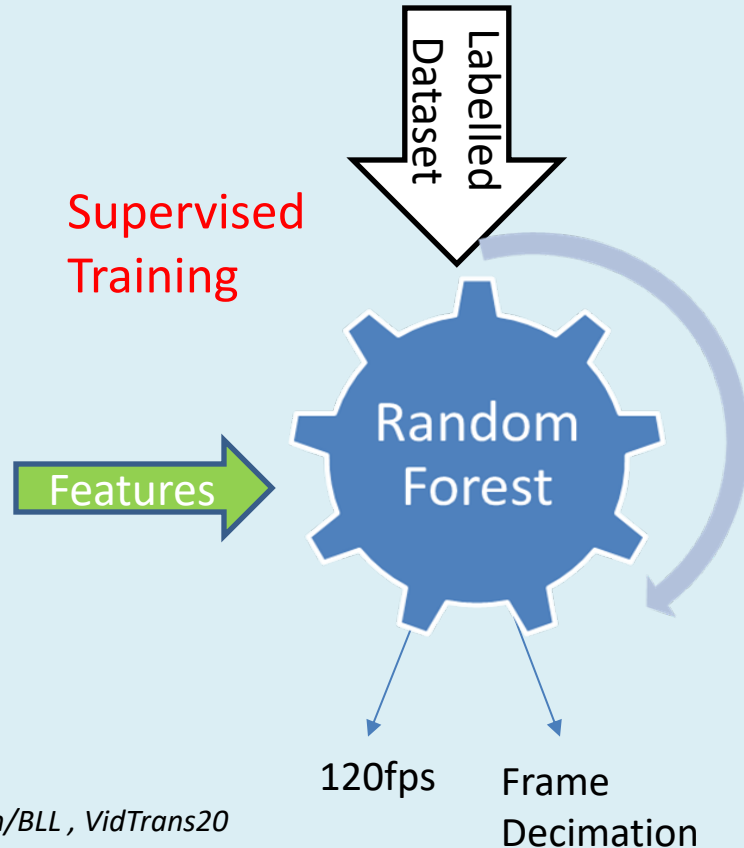 Labelled
Dataset
Supervised
Training
Random
Forest
Features
120fps
Frame
Decimation
/BLL , VidTrans20